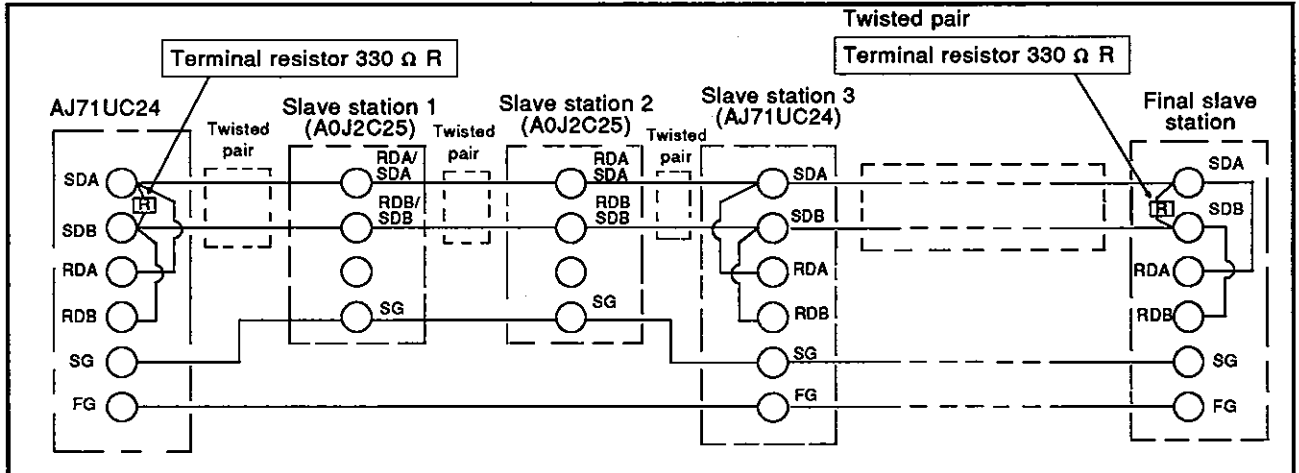 Twisted pair
Terminal resistor 330 Ω R
Terminal resistor 330 Ω R
AJ71UC24
Slave station 1
(A0J2C25)
Slave station 2
(A0J2C25)
Slave station 3
(AJ71UC24)
Final slave
station
Twisted
pair
Twisted
pair
Twisted
pair
SDA
R
SDB
RDA
RDB
SG
FG
RDA/
SDA
RDB/
SDB
SG
RDA
SDA
RDB
SDB
SG
SDA
SDB
RDA
RDB
SG
FG
SDA
R
SDB
RDA
RDB
SG
FG